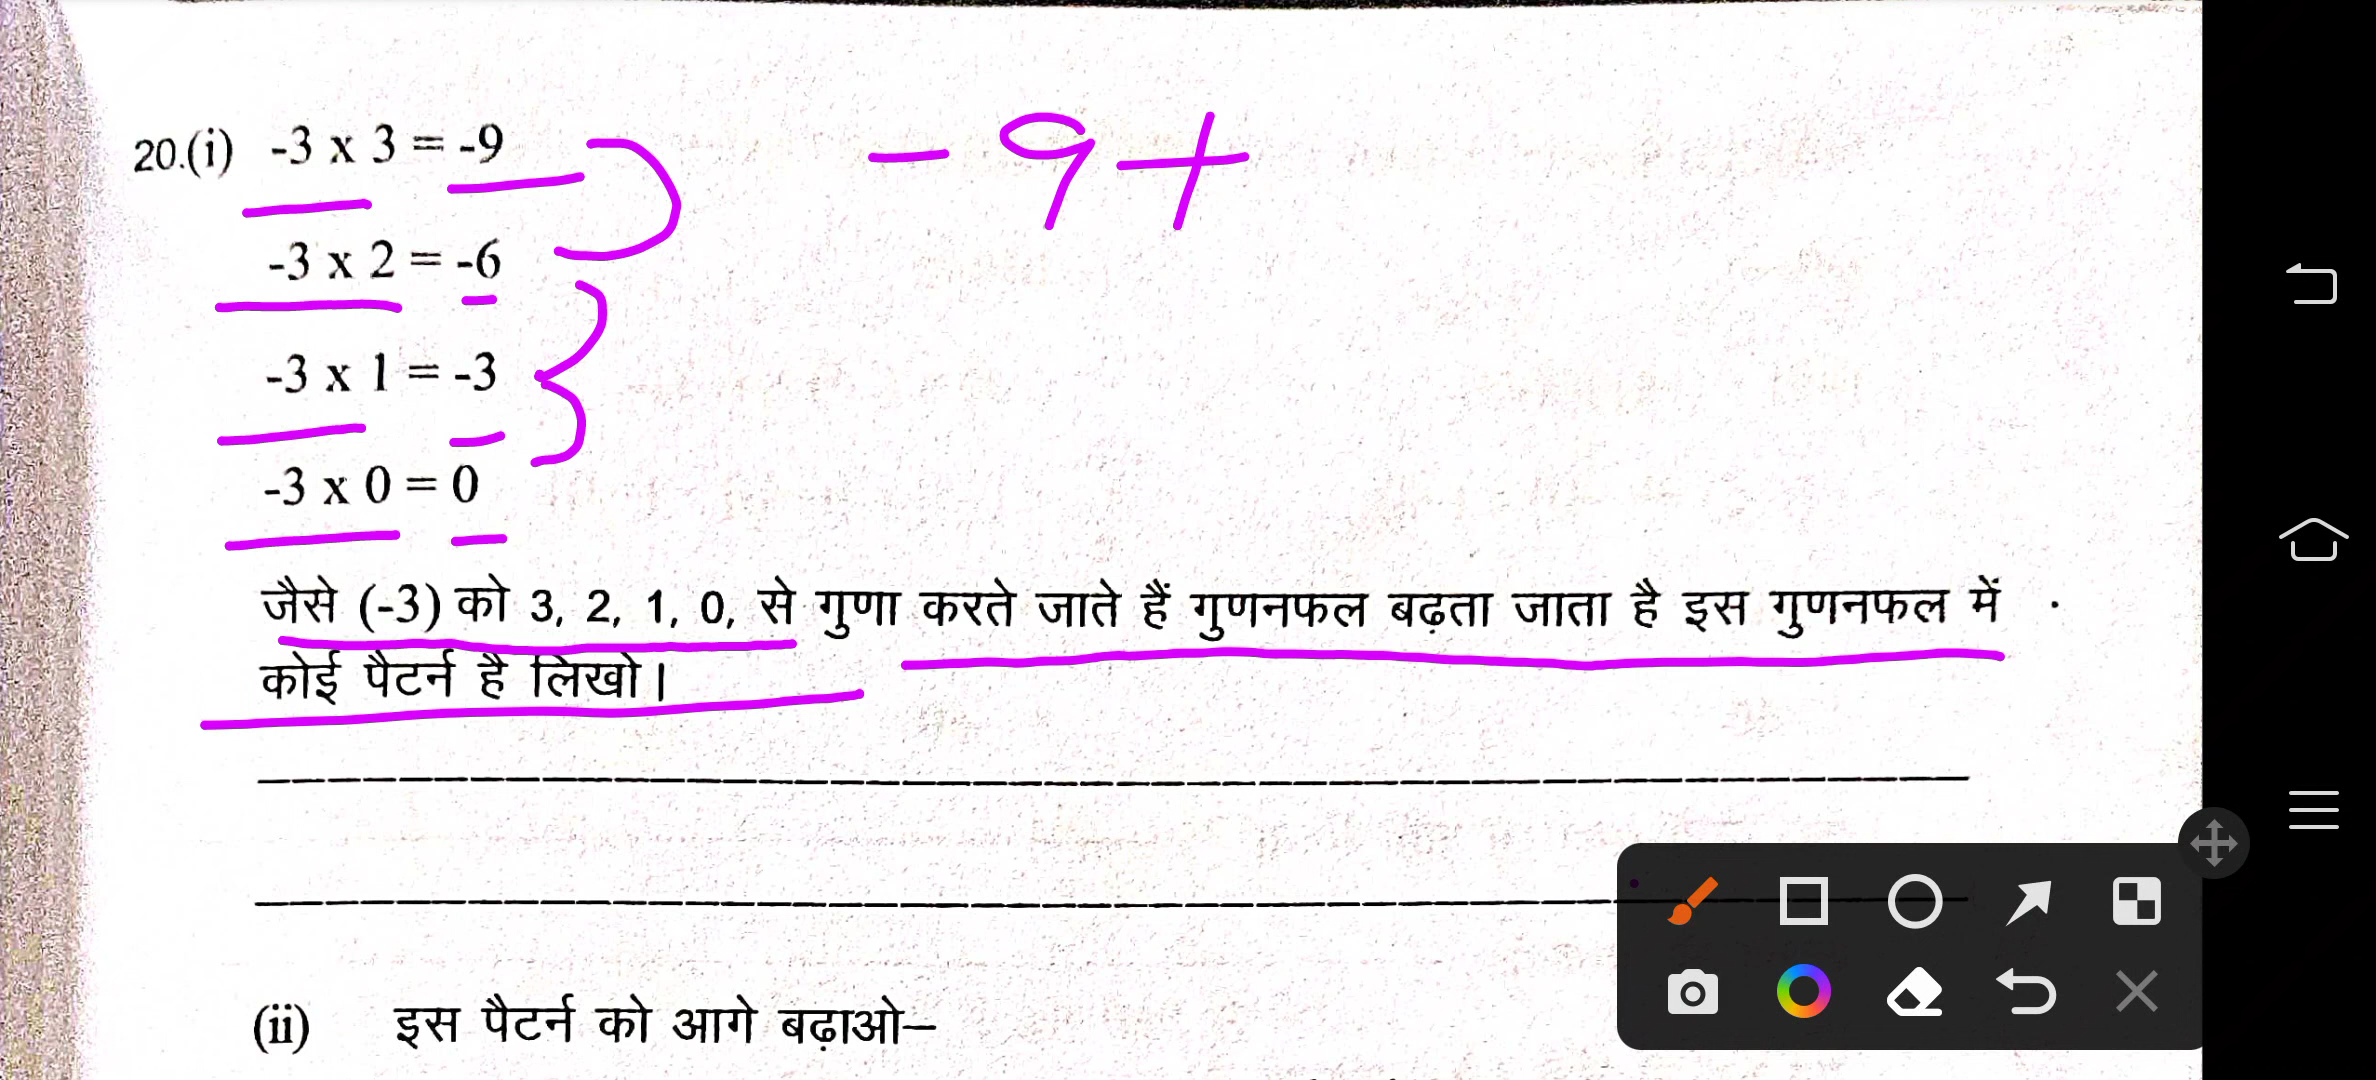 20.(i) -3 x 3 = -9 - 9 +
-3 x 2 = -6
-3 x 1 = -3
-3 x 0 = 0
जैसे (-3) को 3, 2, 1, 0, से गुणा करते जाते हैं गुणनफल बढ़ता जाता है इस गुणनफल में
कोई पैटर्न है लिखो।
(ii) इस पैटर्न को आगे बढ़ाओ–